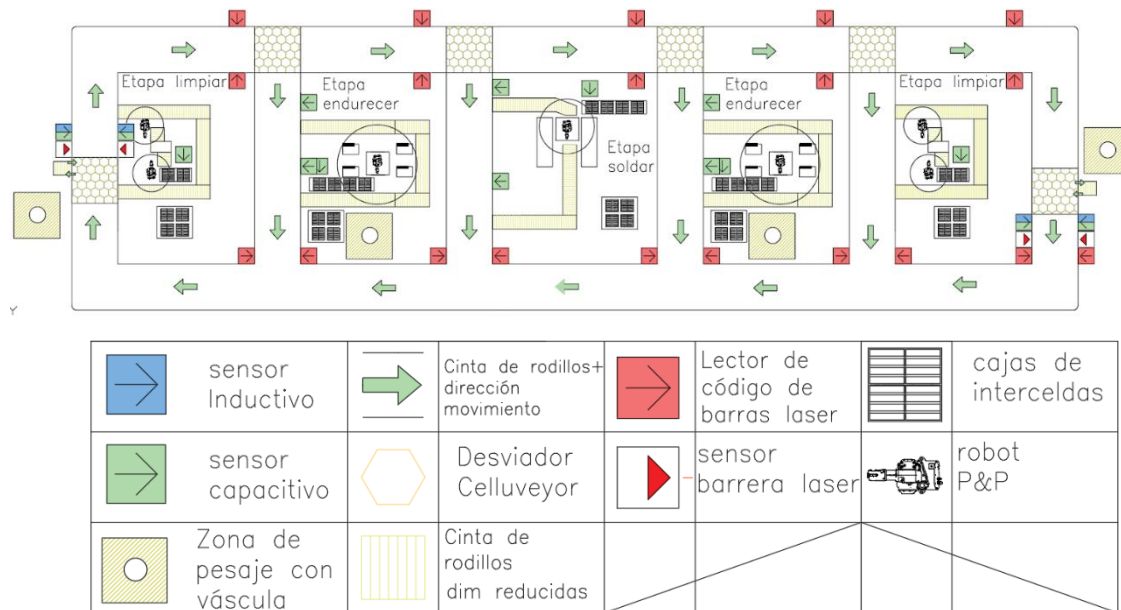 Etapa limpiar
Etapa
endurecer
Etapa
soldar
Etapa
endurecer
Etapa limpiar
Y
sensor
Inductivo
Cinta de rodillos+
dirección
movimiento
Lector de
código de
barras laser
cajas de
interceldas
sensor
capacitivo
Desviador
Celluveyor
sensor
barrera laser
robot
P&P
Zona de
pesaje con
váscula
Cinta de
rodillos
dim reducidas